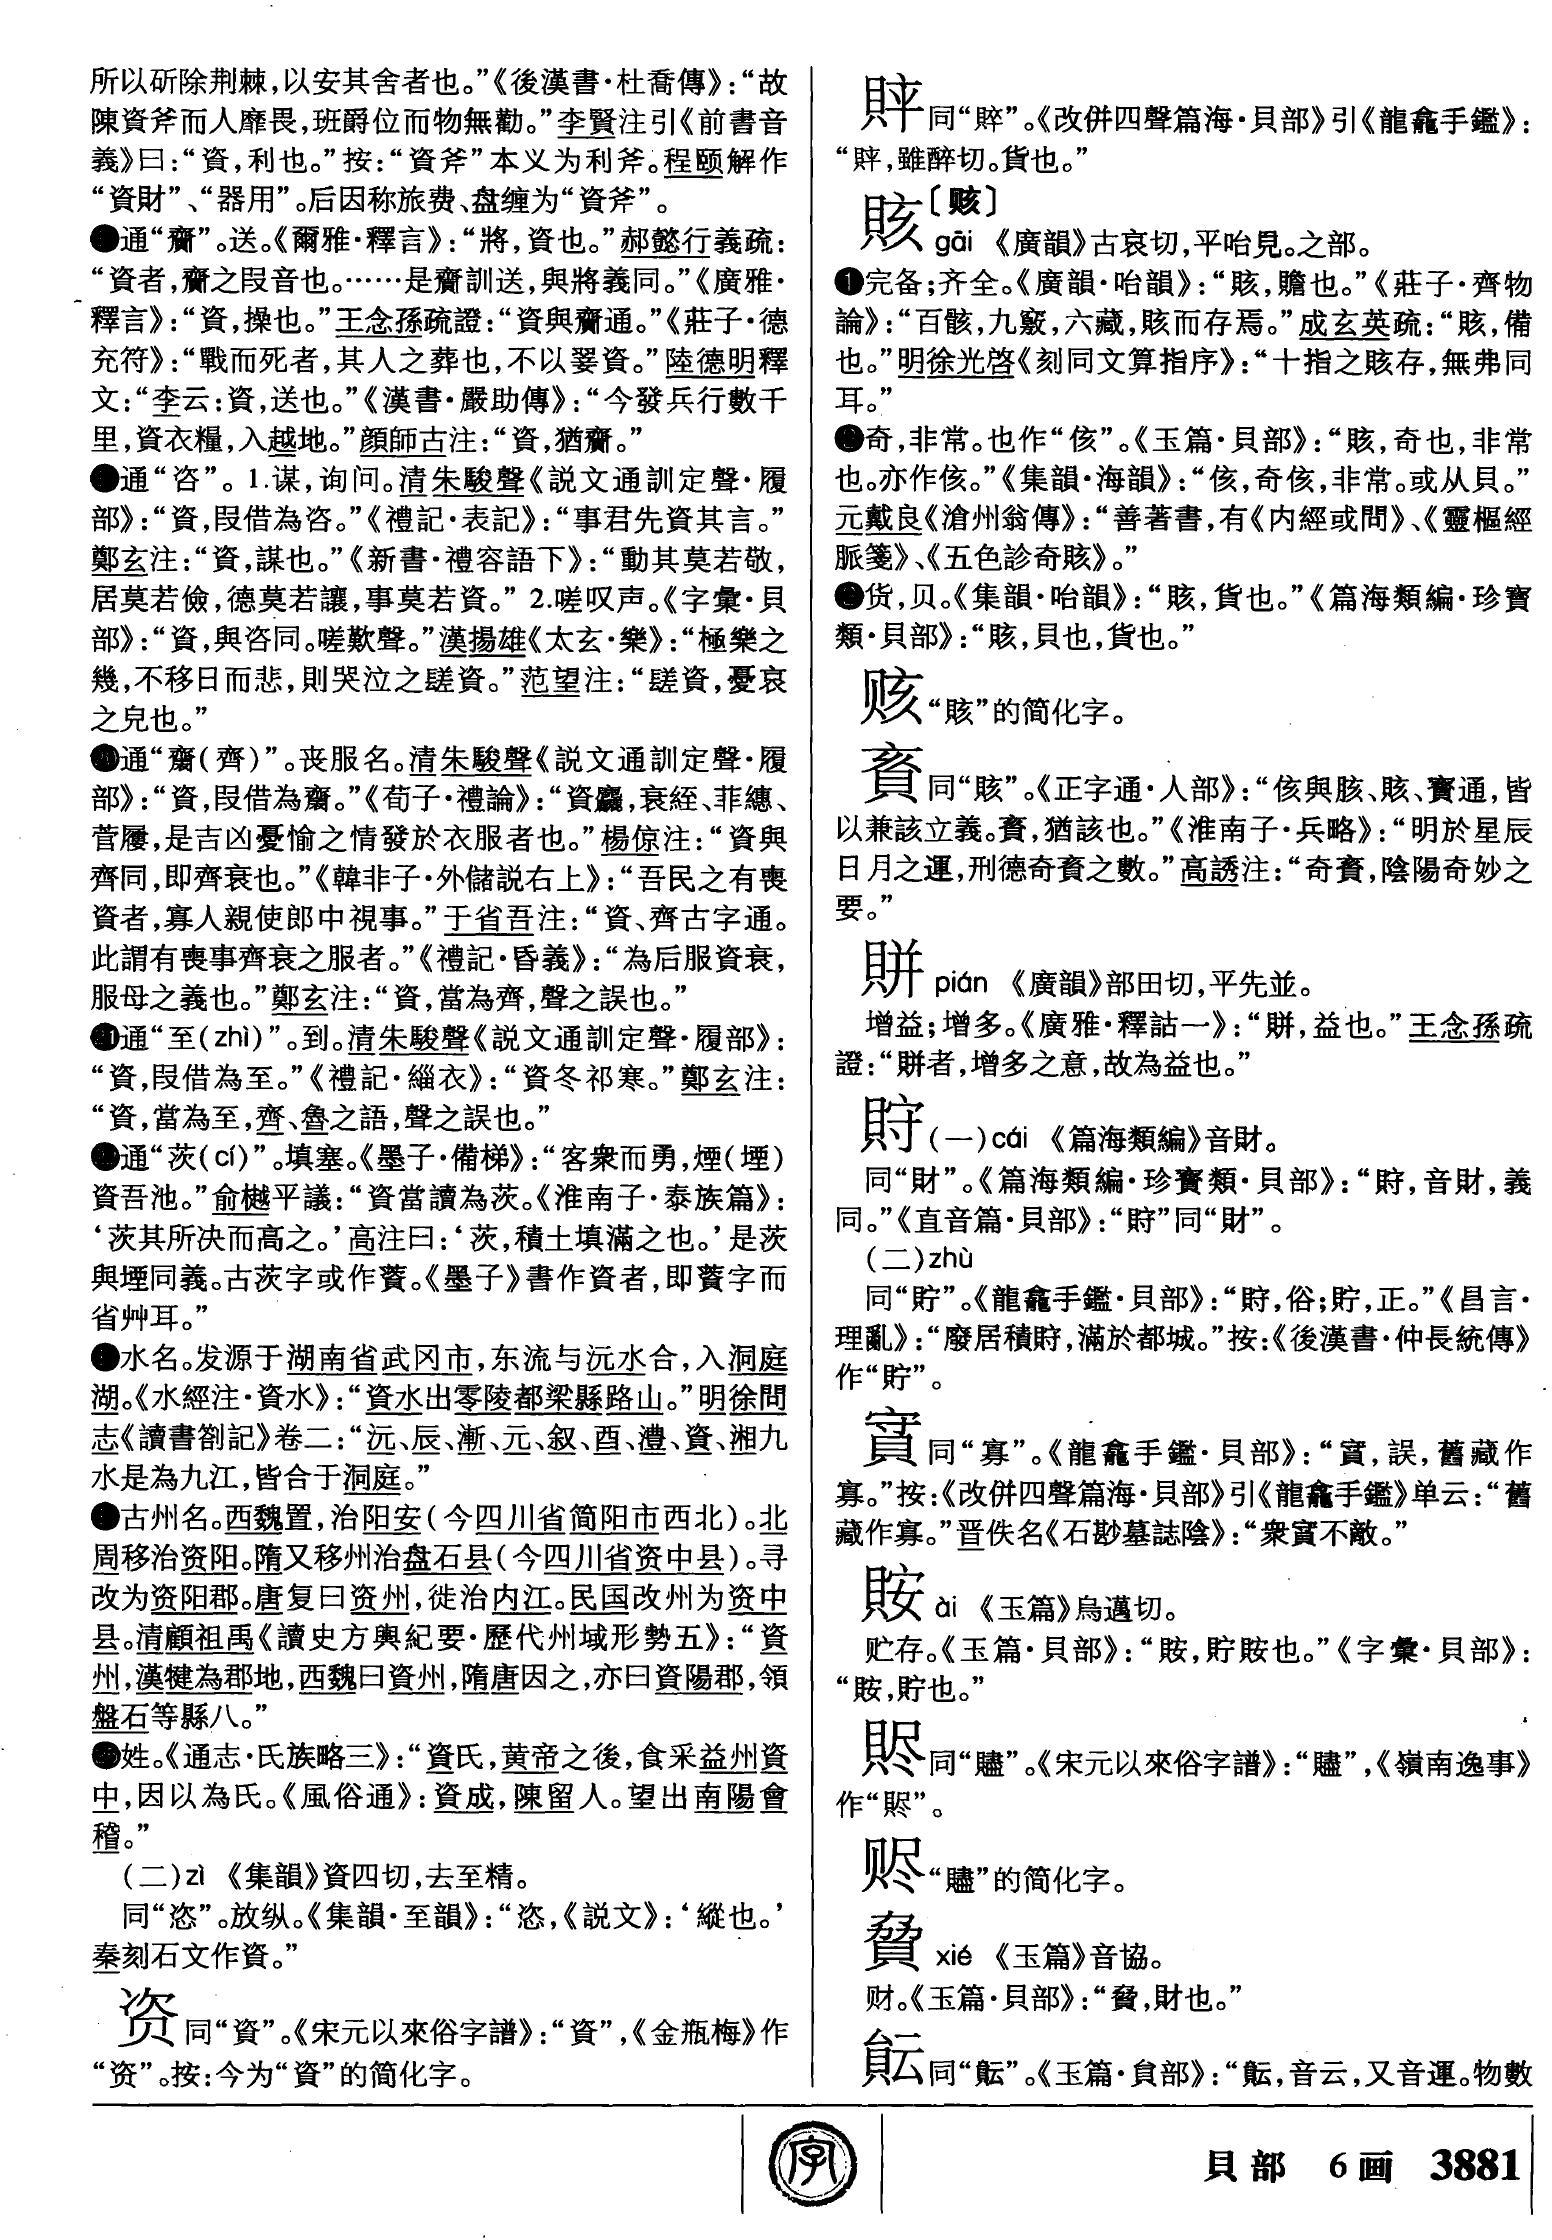 所以斫除荆棘，以安其舍者也。”《後漢書·杜喬傳》：“故
陳資斧而人靡畏，班爵位而物無勸。”李賢注引《前書音
義》曰：“資，利也。”按：“資斧”本义为利斧。程颐解作
“資財”、“器用”。后因称旅费、盘缠为“資斧”。
通“齎”。送。《爾雅·釋言》：“將，資也。”郝懿行義疏：
“資者，齎之叚音也。……是齎訓送，與將義同。”《廣雅·
釋言》：“資，操也。”王念孫疏證：“資與齎通。”《莊子·德
充符》：“戰而死者，其人之葬也，不以翣資。”陸德明釋
文：“李云：資，送也。”《漢書·嚴助傳》：“今發兵行數千
里，資衣糧，入越地。”顔師古注：“資，猶齎。”
通“咨”。1.谋，询问。清朱駿聲《説文通訓定聲·履
部》：“資，叚借為咨。”《禮記·表記》：“事君先資其言。”
鄭玄注：“資，謀也。”《新書·禮容語下》：“動其莫若敬，
居莫若儉，德莫若讓，事莫若資。”2.嗟叹声。《字彙·貝
部》：“資，與咨同。嗟歎聲。”漢揚雄《太玄·樂》：“極樂之
幾，不移日而悲，則哭泣之䁟資。”范望注：“䁟資，憂哀
之皃也。”
通“齌(齊)”。丧服名。清朱駿聲《説文通訓定聲·履
部》：“資，叚借為齌。”《荀子·禮論》：“資麤，衰絰、菲繐、
菅屨，是吉凶憂愉之情發於衣服者也。”楊倞注：“資與
齊同，即齊衰也。”《韓非子·外儲説右上》：“吾民之有喪
資者，寡人親使郎中視事。”于省吾注：“資、齊古字通。
此謂有喪事齊衰之服者。”《禮記·昏義》：“為后服資衰，
服母之義也。”鄭玄注：“資，當為齊，聲之誤也。”
通“至(zhì)”。到。清朱駿聲《説文通訓定聲·履部》：
“資，叚借為至。”《禮記·緇衣》：“資冬祁寒。”鄭玄注：
“資，當為至，齊、魯之語，聲之誤也。”
通“茨(cí)”。填塞。《墨子·備梯》：“客衆而勇，煙(堙)
資吾池。”俞樾平議：“資當讀為茨。《淮南子·泰族篇》：
‘茨其所決而高之。’高注曰：‘茨，積土填滿之也。’是茨
與堙同義。古茨字或作薋。《墨子》書作資者，即薋字而
省艸耳。”
水名。发源于湖南省武冈市，东流与沅水合，入洞庭
湖。《水經注·資水》：“資水出零陵都梁縣路山。”明徐問
志《讀書劄記》卷二：“沅、辰、漸、元、叙、酉、澧、資、湘九
水是為九江，皆合于洞庭。”
古州名。西魏置，治阳安(今四川省简阳市西北)。北
周移治资阳。隋又移州治盘石县(今四川省资中县)。寻
改为资阳郡。唐复曰资州，徙治内江。民国改州为资中
县。清顧祖禹《讀史方輿紀要·歷代州域形勢五》：“資
州，漢犍為郡地，西魏曰資州，隋唐因之，亦曰資陽郡，領
盤石等縣八。”
姓。《通志·氏族略三》：“資氏，黄帝之後，食采益州資
中，因以為氏。《風俗通》：資成，陳留人。望出南陽會
稽。”
(二)zì 《集韻》資四切，去至精。
同“恣”。放纵。《集韻·至韻》：“恣，《説文》：‘縱也。’
秦刻石文作資。”
资 同“資”。《宋元以來俗字譜》：“資”，《金瓶梅》作
“资”。按：今为“資”的简化字。
同“賥”。《改併四聲篇海·貝部》引《龍龕手鑑》：
“，雖醉切。貨也。”
賅〔赅〕
gāi 《廣韻》古哀切，平咍見。之部。
❶完备；齐全。《廣韻·咍韻》：“賅，贍也。”《莊子·齊物
論》：“百骸，九竅，六藏，賅而存焉。”成玄英疏：“賅，備
也。”明徐光啓《刻同文算指序》：“十指之賅存，無弗同
耳。”
❷奇，非常。也作“侅”。《玉篇·貝部》：“賅，奇也，非常
也。亦作侅。”《集韻·海韻》：“侅，奇侅，非常。或从貝。”
元戴良《滄州翁傳》：“善著書，有《内經或問》、《靈樞經
脈箋》、《五色診奇賅》。”
❸货，贝。《集韻·咍韻》：“賅，貨也。”《篇海類編·珍寶
類·貝部》：“賅，貝也，貨也。”
赅 “賅”的简化字。
賌 同“賅”。《正字通·人部》：“侅與胲、賅、賌通，皆
以兼該立義。賌，猶該也。”《淮南子·兵略》：“明於星辰
日月之運，刑德奇賌之數。”高誘注：“奇賌，陰陽奇妙之
要。”
賆 pián 《廣韻》部田切，平先並。
增益；增多。《廣雅·釋詁一》：“賆，益也。”王念孫疏
證：“賆者，增多之意，故為益也。”
(一)cái 《篇海類編》音財。
同“財”。《篇海類編·珍寶類·貝部》：“，音財，義
同。”《直音篇·貝部》：“”同“財”。
(二)zhù
同“貯”。《龍龕手鑑·貝部》：“，俗；貯，正。”《昌言·
理亂》：“廢居積，滿於都城。”按：《後漢書·仲長統傳》
作“貯”。
同“寡”。《龍龕手鑑·貝部》：“，誤，舊藏作
寡。”按：《改併四聲篇海·貝部》引《龍龕手鑑》单云：“舊
藏作寡。”晋佚名《石尠墓誌陰》：“衆不敵。”
䝩 ài 《玉篇》烏邁切。
贮存。《玉篇·貝部》：“䝩，貯䝩也。”《字彙·貝部》：
“䝩，貯也。”
同“贐”。《宋元以來俗字譜》：“贐”，《嶺南逸事》
作“”。
赆 “贐”的简化字。
xié 《玉篇》音協。
财。《玉篇·貝部》：“，財也。”
同“䝰”。《玉篇·貟部》：“，音云，又音運。物數
字
貝部 6画 3881